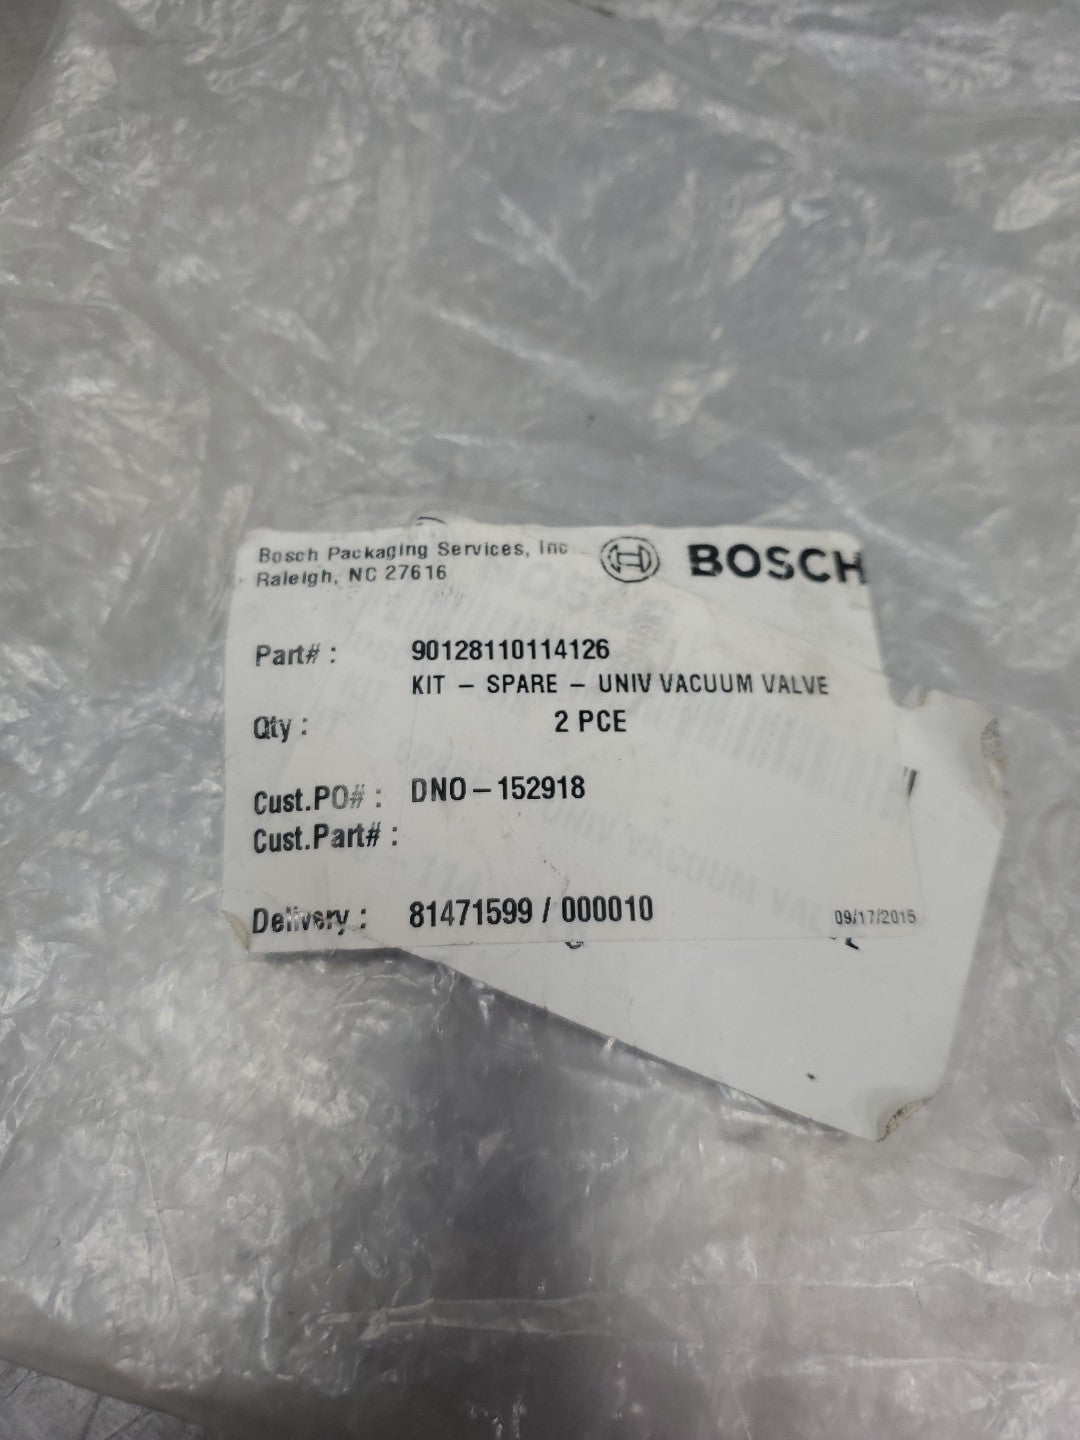 Bosch Packaging Services, Inc
Raleigh, NC 27616
BOSCH
Part# : 90128110114126
KIT - SPARE - UNIV VACUUM VALVE
Qty : 2 PCE
Cust.PO# : DNO-152918
Cust.Part# :
Delivery : 81471599 / 000010
09/17/2015